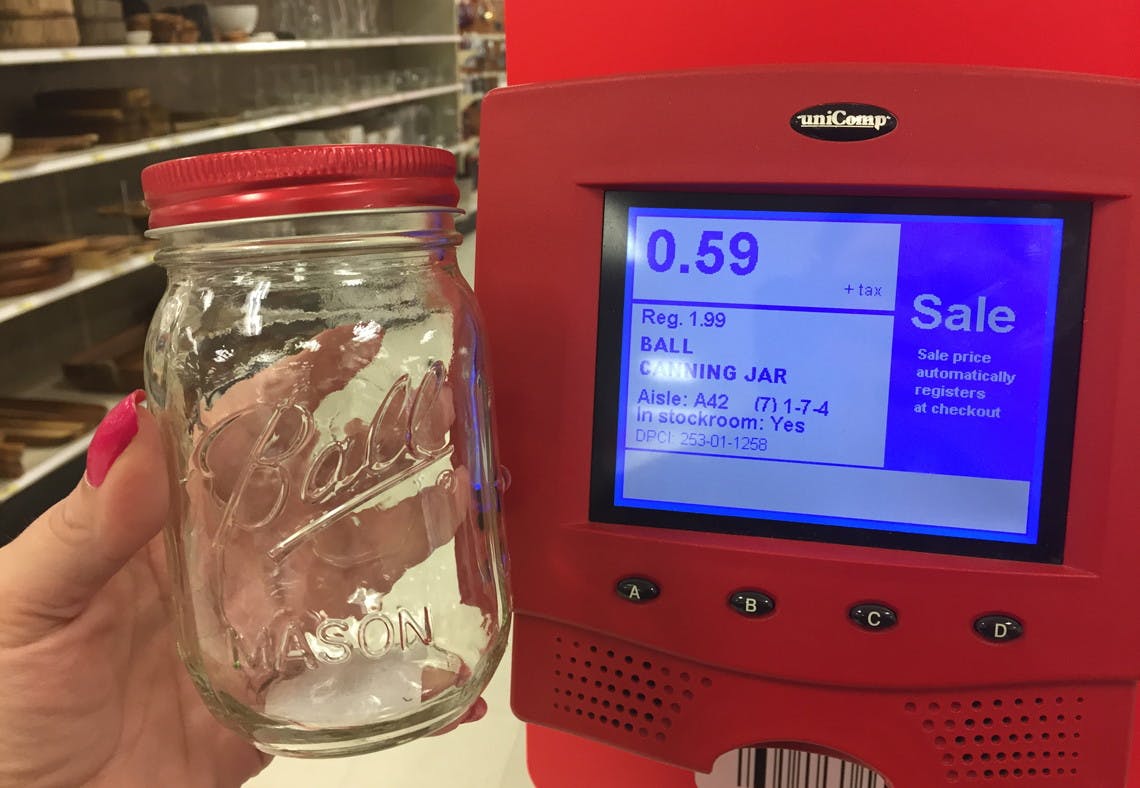 Ball
MASON
uniComp
0.59
+ tax
Reg. 1.99
BALL
CANNING JAR
Aisle: A42 (7) 1-7-4
In stockroom: Yes
DPCI: 253-01-1258
Sale
Sale price
automatically
registers
at checkout
A B C D